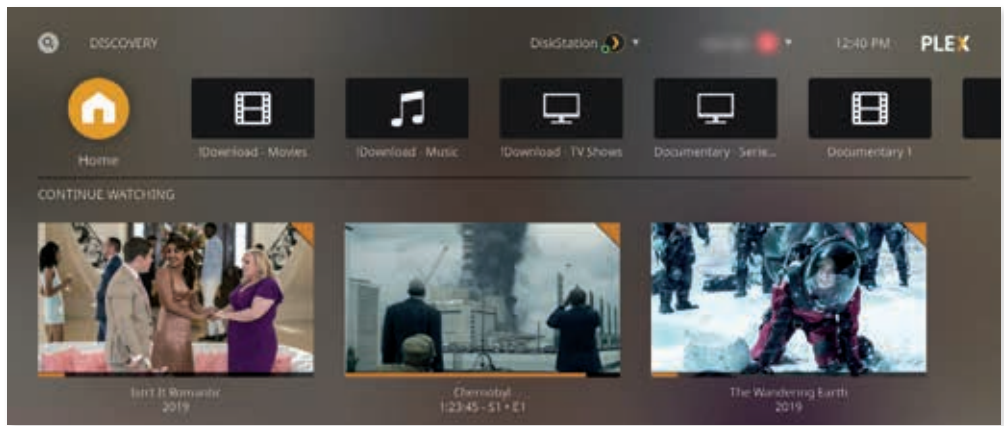 DISCOVERY
DiskStation
12:40 PM
PLEX
Home
!Download - Movies
!Download - Music
!Download - TV Shows
Documentary - Serie...
Documentary 1
CONTINUE WATCHING
Isn't It Romantic
2019
Chernobyl
1:23:45 - S1 • E1
The Wandering Earth
2019